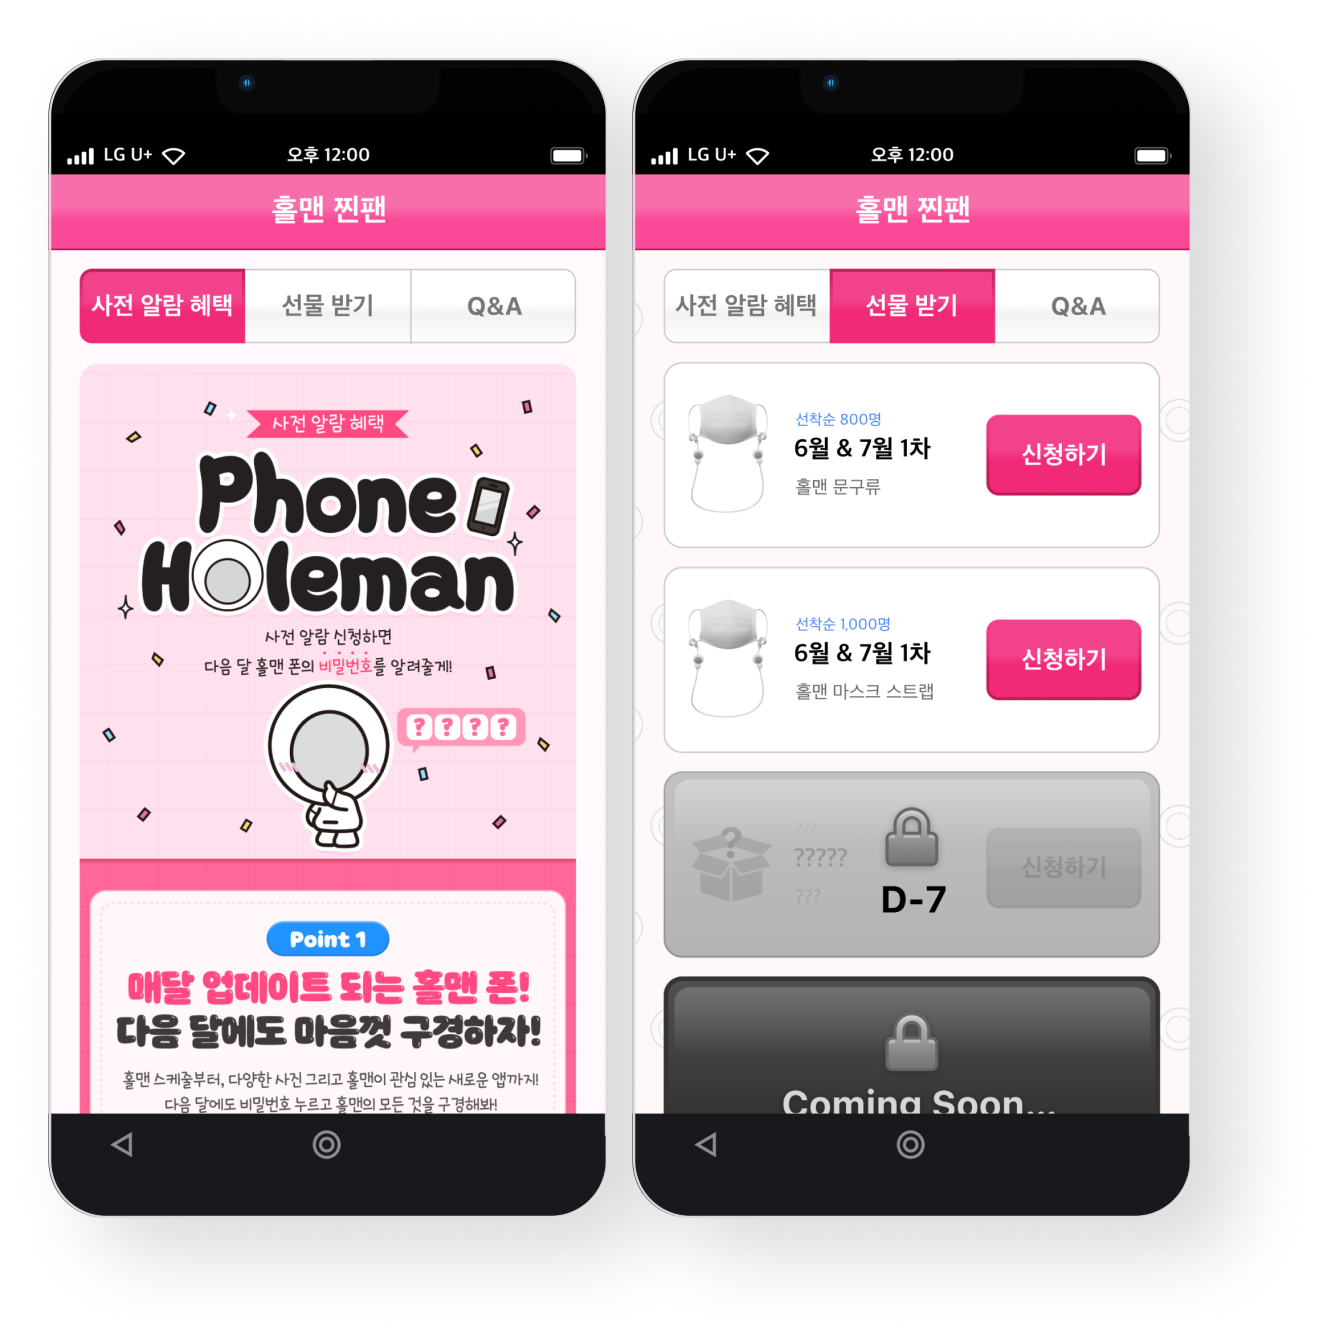 LG U+
오후 12:00
홀맨 찐팬
사전 알람 혜택
선물 받기
Q&A
사전 알람 혜택
Phone
Holeman
사전 알람 신청하면
다음 달 홀맨 폰의 비밀번호를 알려줄게!
????
Point 1
매달 업데이트 되는 홀맨 폰!
다음 달에도 마음껏 구경하자!
홀맨 스케줄부터, 다양한 사진 그리고 홀맨이 관심 있는 새로운 앱까지!
다음 달에도 비밀번호 누르고 홀맨의 모든 것을 구경해봐!
LG U+
오후 12:00
홀맨 찐팬
사전 알람 혜택
선물 받기
Q&A
선착순 800명
6월 & 7월 1차
홀맨 문구류
신청하기
선착순 1,000명
6월 & 7월 1차
홀맨 마스크 스트랩
신청하기
???
?????
???
D-7
신청하기
Coming Soon...